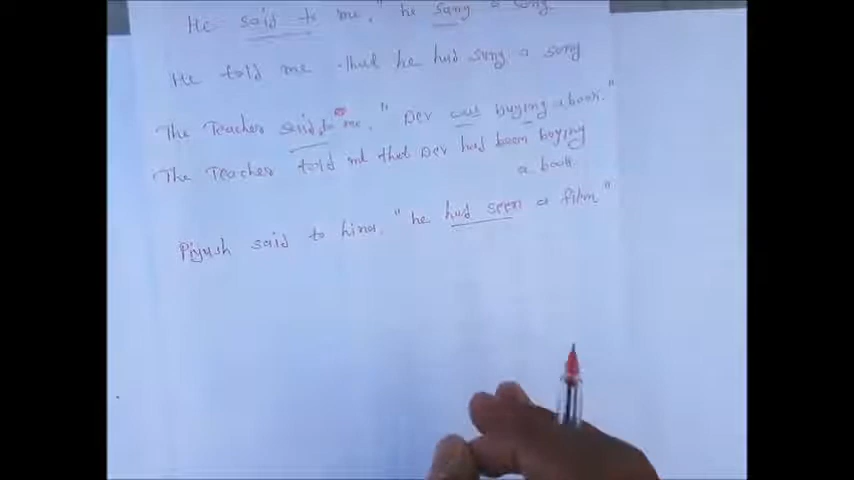 He said to me, " he sang a song.
He told me that he had sung a song
The Teacher said to me, " Dev was buying a book."
The Teacher told me that Dev had been buying
a book
Piyush said to hina, " he had seen a film "